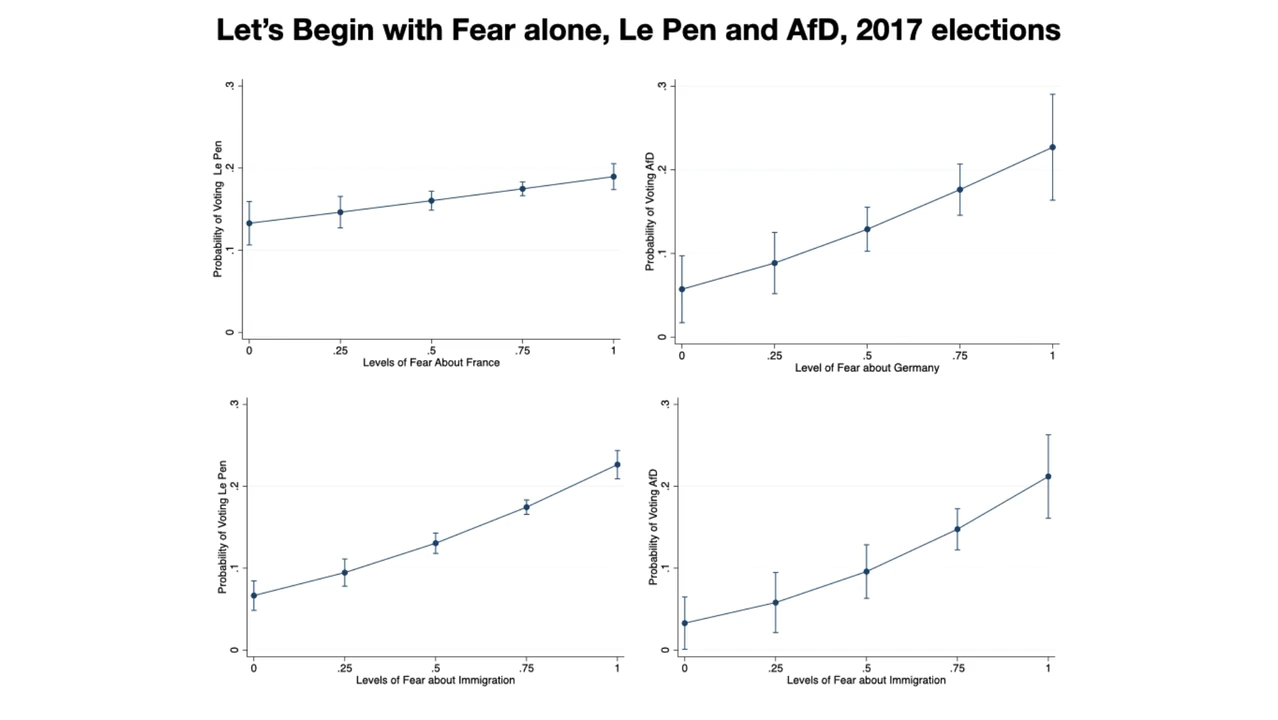 Let's Begin with Fear alone, Le Pen and AfD, 2017 elections
Probability of Voting Le Pen
.3
.2
.1
0
0 .25 .5 .75 1
Levels of Fear About France
Probability of Voting AfD
.3
.2
.1
0
0 .25 .5 .75 1
Level of Fear about Germany
Probability of Voting Le Pen
.3
.2
.1
0
0 .25 .5 .75 1
Levels of Fear about Immigration
Probability of Voting AfD
.3
.2
.1
0
0 .25 .5 .75 1
Levels of Fear about Immigration